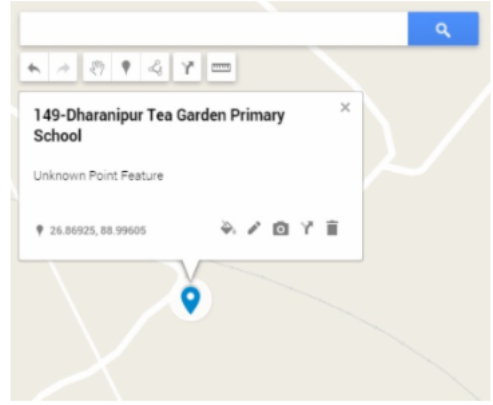 149-Dharanipur Tea Garden Primary
School
Unknown Point Feature
26.86925, 88.99605